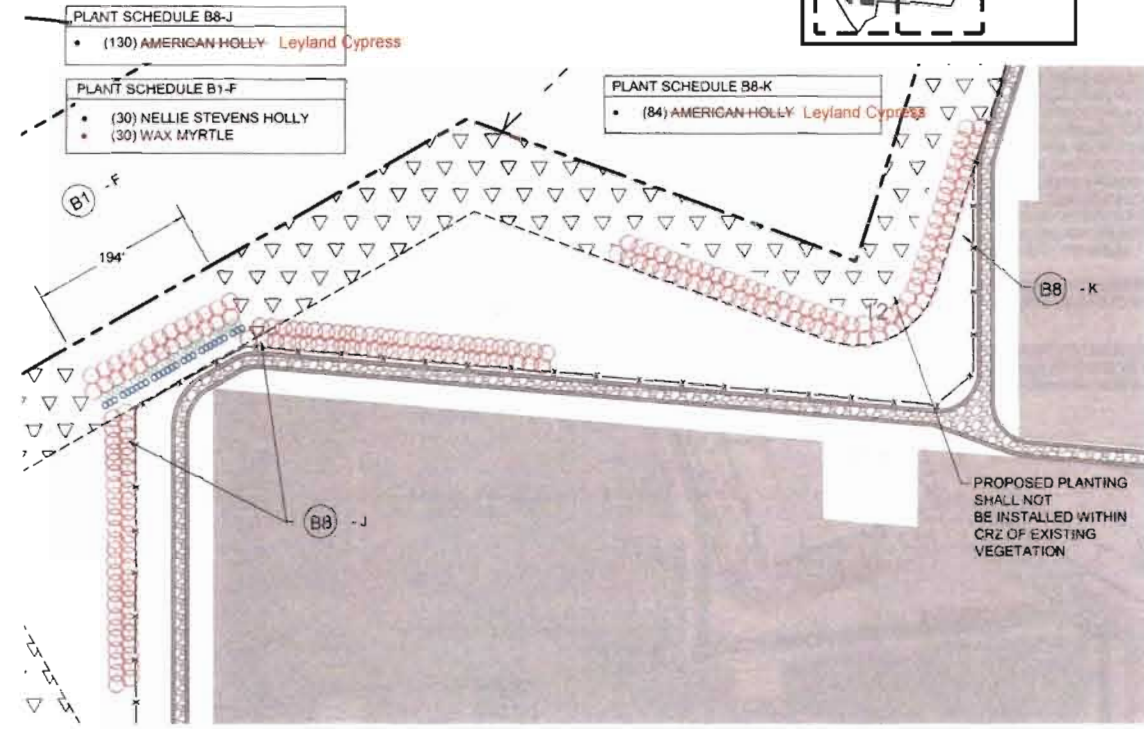 PLANT SCHEDULE B8-J
• (130) AMERICAN HOLLY Leyland Cypress
PLANT SCHEDULE B1-F
• (30) NELLIE STEVENS HOLLY
• (30) WAX MYRTLE
PLANT SCHEDULE B8-K
• (84) AMERICAN HOLLY Leyland Cypress
B1 - F
194'
B8 - K
12
B8 - J
PROPOSED PLANTING
SHALL NOT
BE INSTALLED WITHIN
CRZ OF EXISTING
VEGETATION